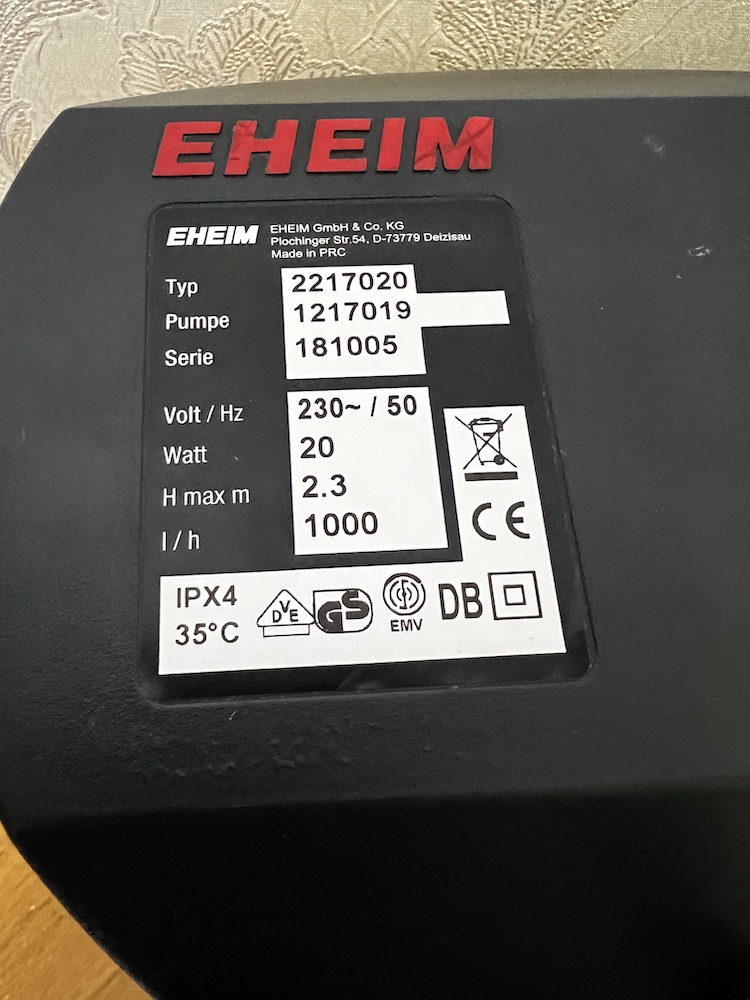 EHEIM
EHEIM
EHEIM GmbH & Co. KG
Plochinger Str.54, D-73779 Deizisau
Made in PRC
Typ 2217020
Pumpe 1217019
Serie 181005
Volt / Hz 230~ / 50
Watt 20
H max m 2.3
l / h 1000
CE
IPX4
35°C
DVE
GS
EMV
DB